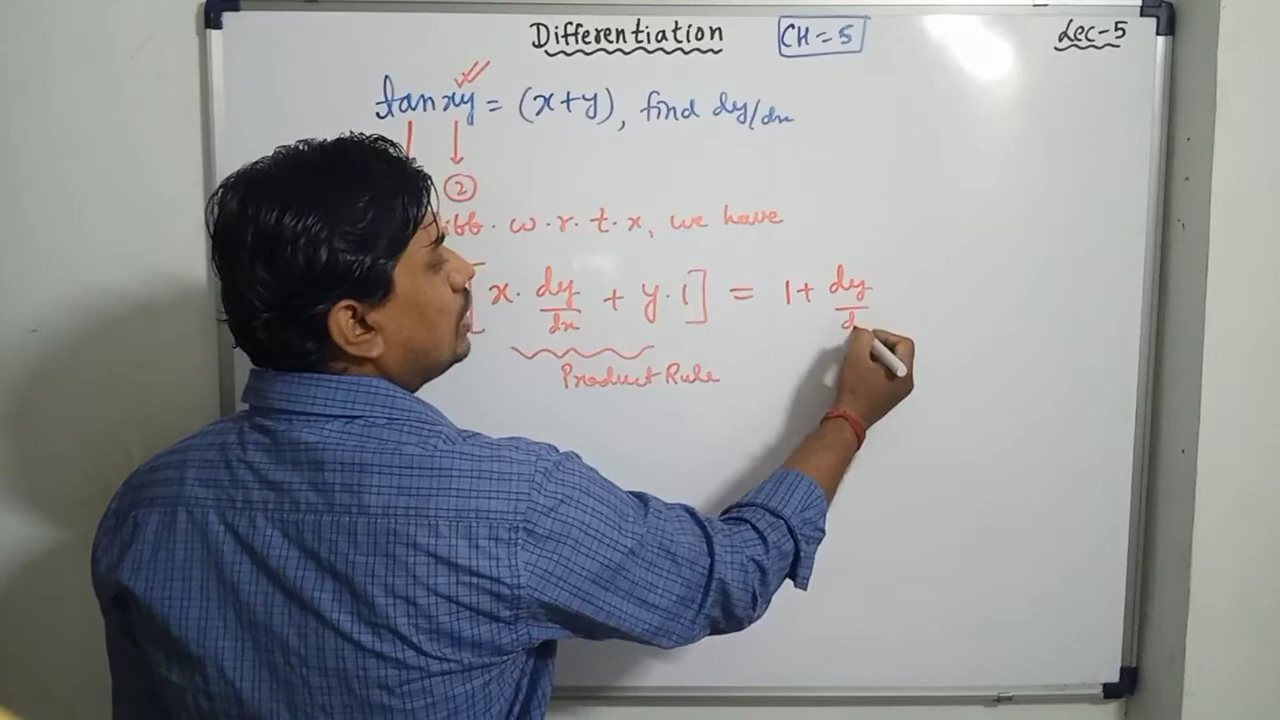 Differentiation CH = 5 Lec-5
tan xy = (x+y), find dy/dx
②
w.r.t.x, we have
[x. dy/dx + y.1] = 1+ dy/d
Product Rule